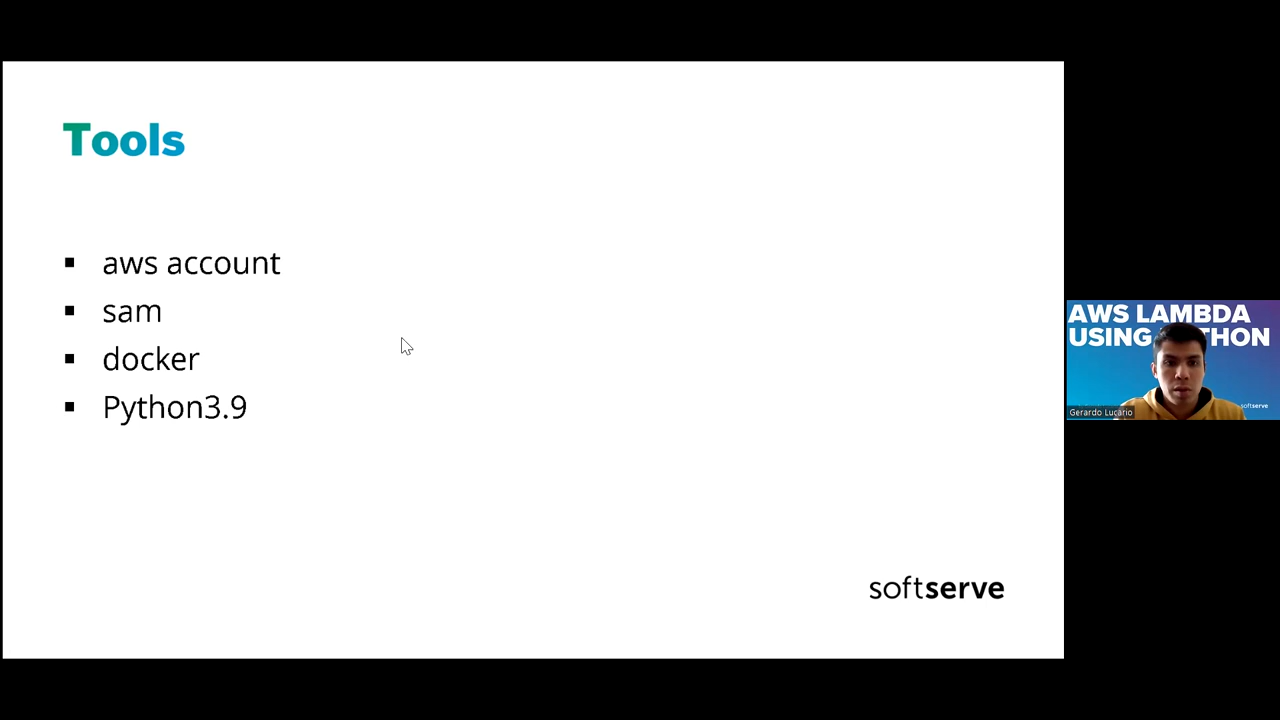 Tools
aws account
sam
docker
Python3.9
softserve
AWS LAMBDA
USING THON
Gerardo Lucario
softserve